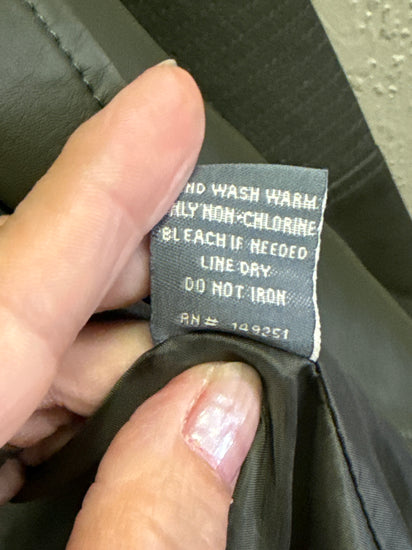 ND WASH WARM
NLY NON-CHLORINE
BLEACH IF NEEDED
LINE DRY
DO NOT IRON
RN# 149251